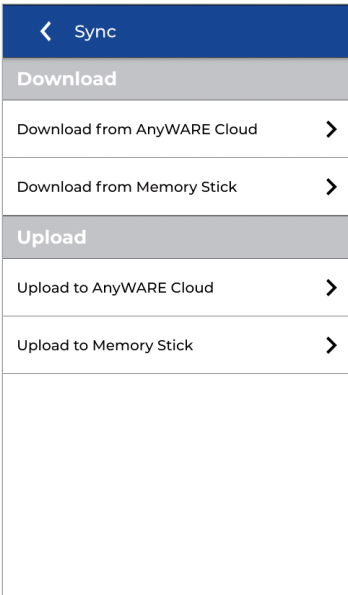 Sync
Download
Download from AnyWARE Cloud
Download from Memory Stick
Upload
Upload to AnyWARE Cloud
Upload to Memory Stick